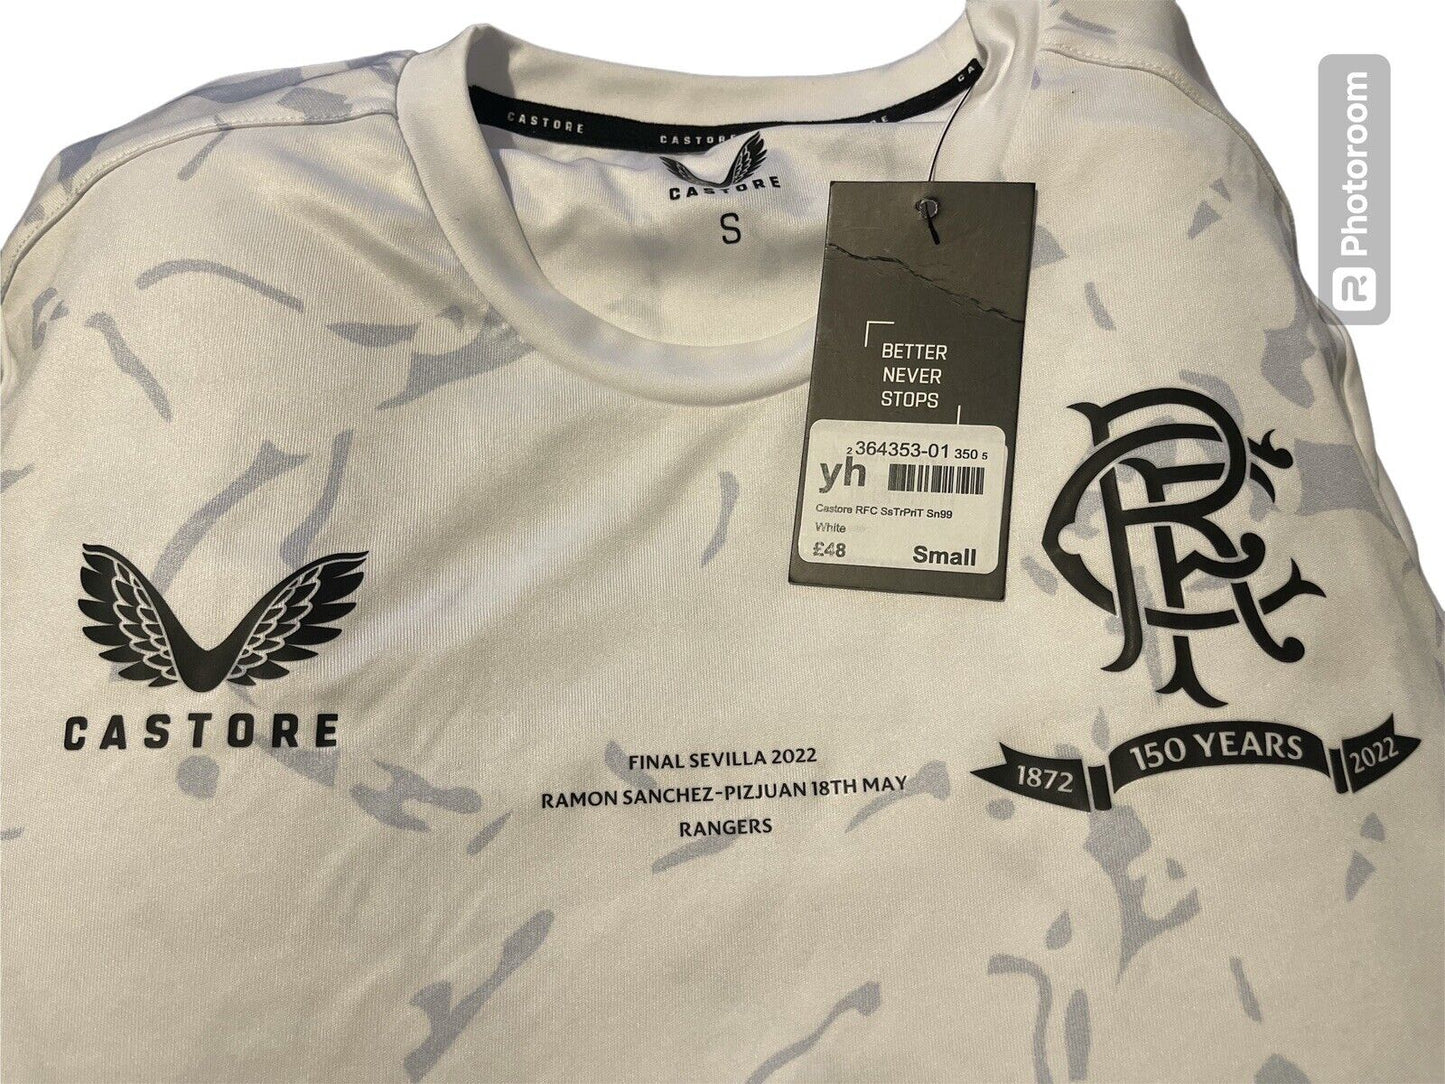 CASTORE
CASTORE
CA
CASTORE
S
BETTER
NEVER
STOPS
2 364353-01 350 5
yh
Castore RFC SsTrPriT Sn99
White
£48 Small
CASTORE
FINAL SEVILLA 2022
RAMON SANCHEZ-PIZJUAN 18TH MAY
RANGERS
1872 150 YEARS 2022
Photoroom